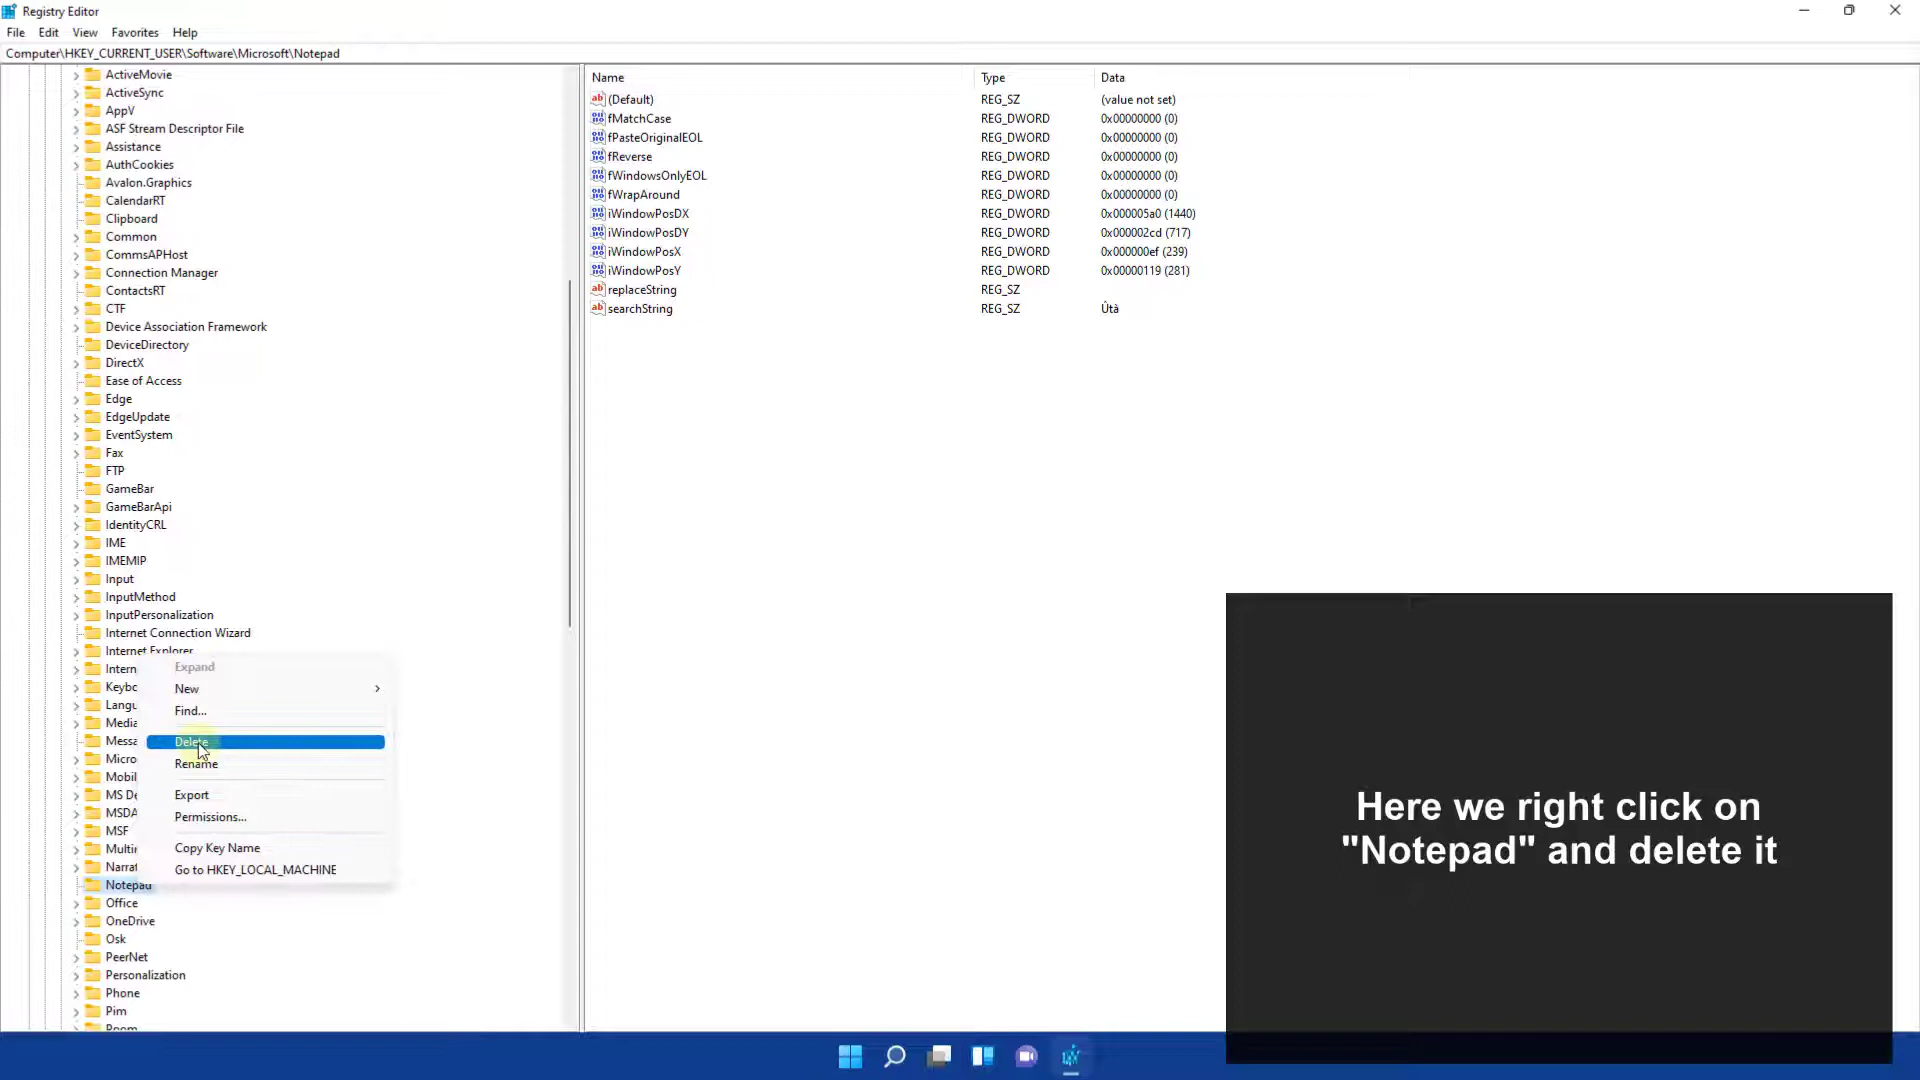 Registry Editor
File Edit View Favorites Help
Computer\HKEY_CURRENT_USER\Software\Microsoft\Notepad
ActiveMovie
ActiveSync
AppV
ASF Stream Descriptor File
Assistance
AuthCookies
Avalon.Graphics
CalendarRT
Clipboard
Common
CommsAPHost
Connection Manager
ContactsRT
CTF
Device Association Framework
DeviceDirectory
DirectX
Ease of Access
Edge
EdgeUpdate
EventSystem
Fax
FTP
GameBar
GameBarApi
IdentityCRL
IME
IMEMIP
Input
InputMethod
InputPersonalization
Internet Connection Wizard
Internet Explorer
Intern
Keybo
Langu
Media
Messa
Micro
Mobil
MS De
MSDA
MSF
Multin
Narrat
Notepad
Office
OneDrive
Osk
PeerNet
Personalization
Phone
Pim
Expand
New
Find...
Delete
Rename
Export
Permissions...
Copy Key Name
Go to HKEY_LOCAL_MACHINE
Name Type Data
(Default) REG_SZ (value not set)
fMatchCase REG_DWORD 0x00000000 (0)
fPasteOriginalEOL REG_DWORD 0x00000000 (0)
fReverse REG_DWORD 0x00000000 (0)
fWindowsOnlyEOL REG_DWORD 0x00000000 (0)
fWrapAround REG_DWORD 0x00000000 (0)
iWindowPosDX REG_DWORD 0x000005a0 (1440)
iWindowPosDY REG_DWORD 0x000002cd (717)
iWindowPosX REG_DWORD 0x000000ef (239)
iWindowPosY REG_DWORD 0x00000119 (281)
replaceString REG_SZ
searchString REG_SZ Ûtà
Here we right click on
"Notepad" and delete it